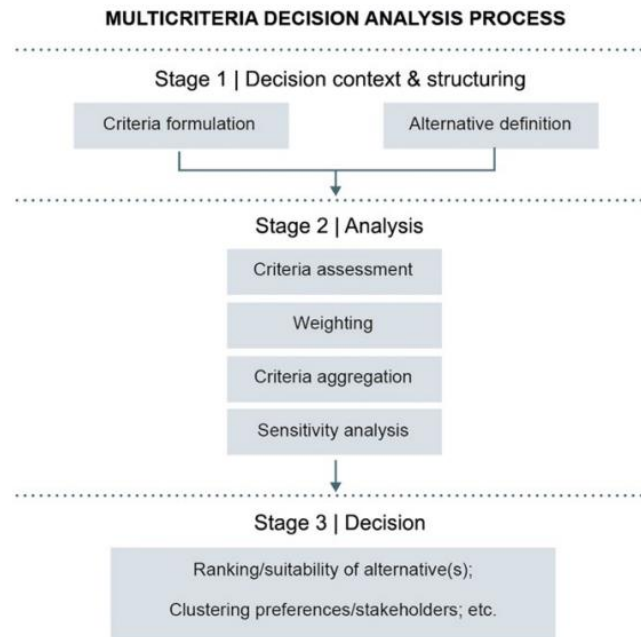 MULTICRITERIA DECISION ANALYSIS PROCESS
Stage 1 | Decision context & structuring
Criteria formulation
Alternative definition
Stage 2 | Analysis
Criteria assessment
Weighting
Criteria aggregation
Sensitivity analysis
Stage 3 | Decision
Ranking/suitability of alternative(s);
Clustering preferences/stakeholders; etc.